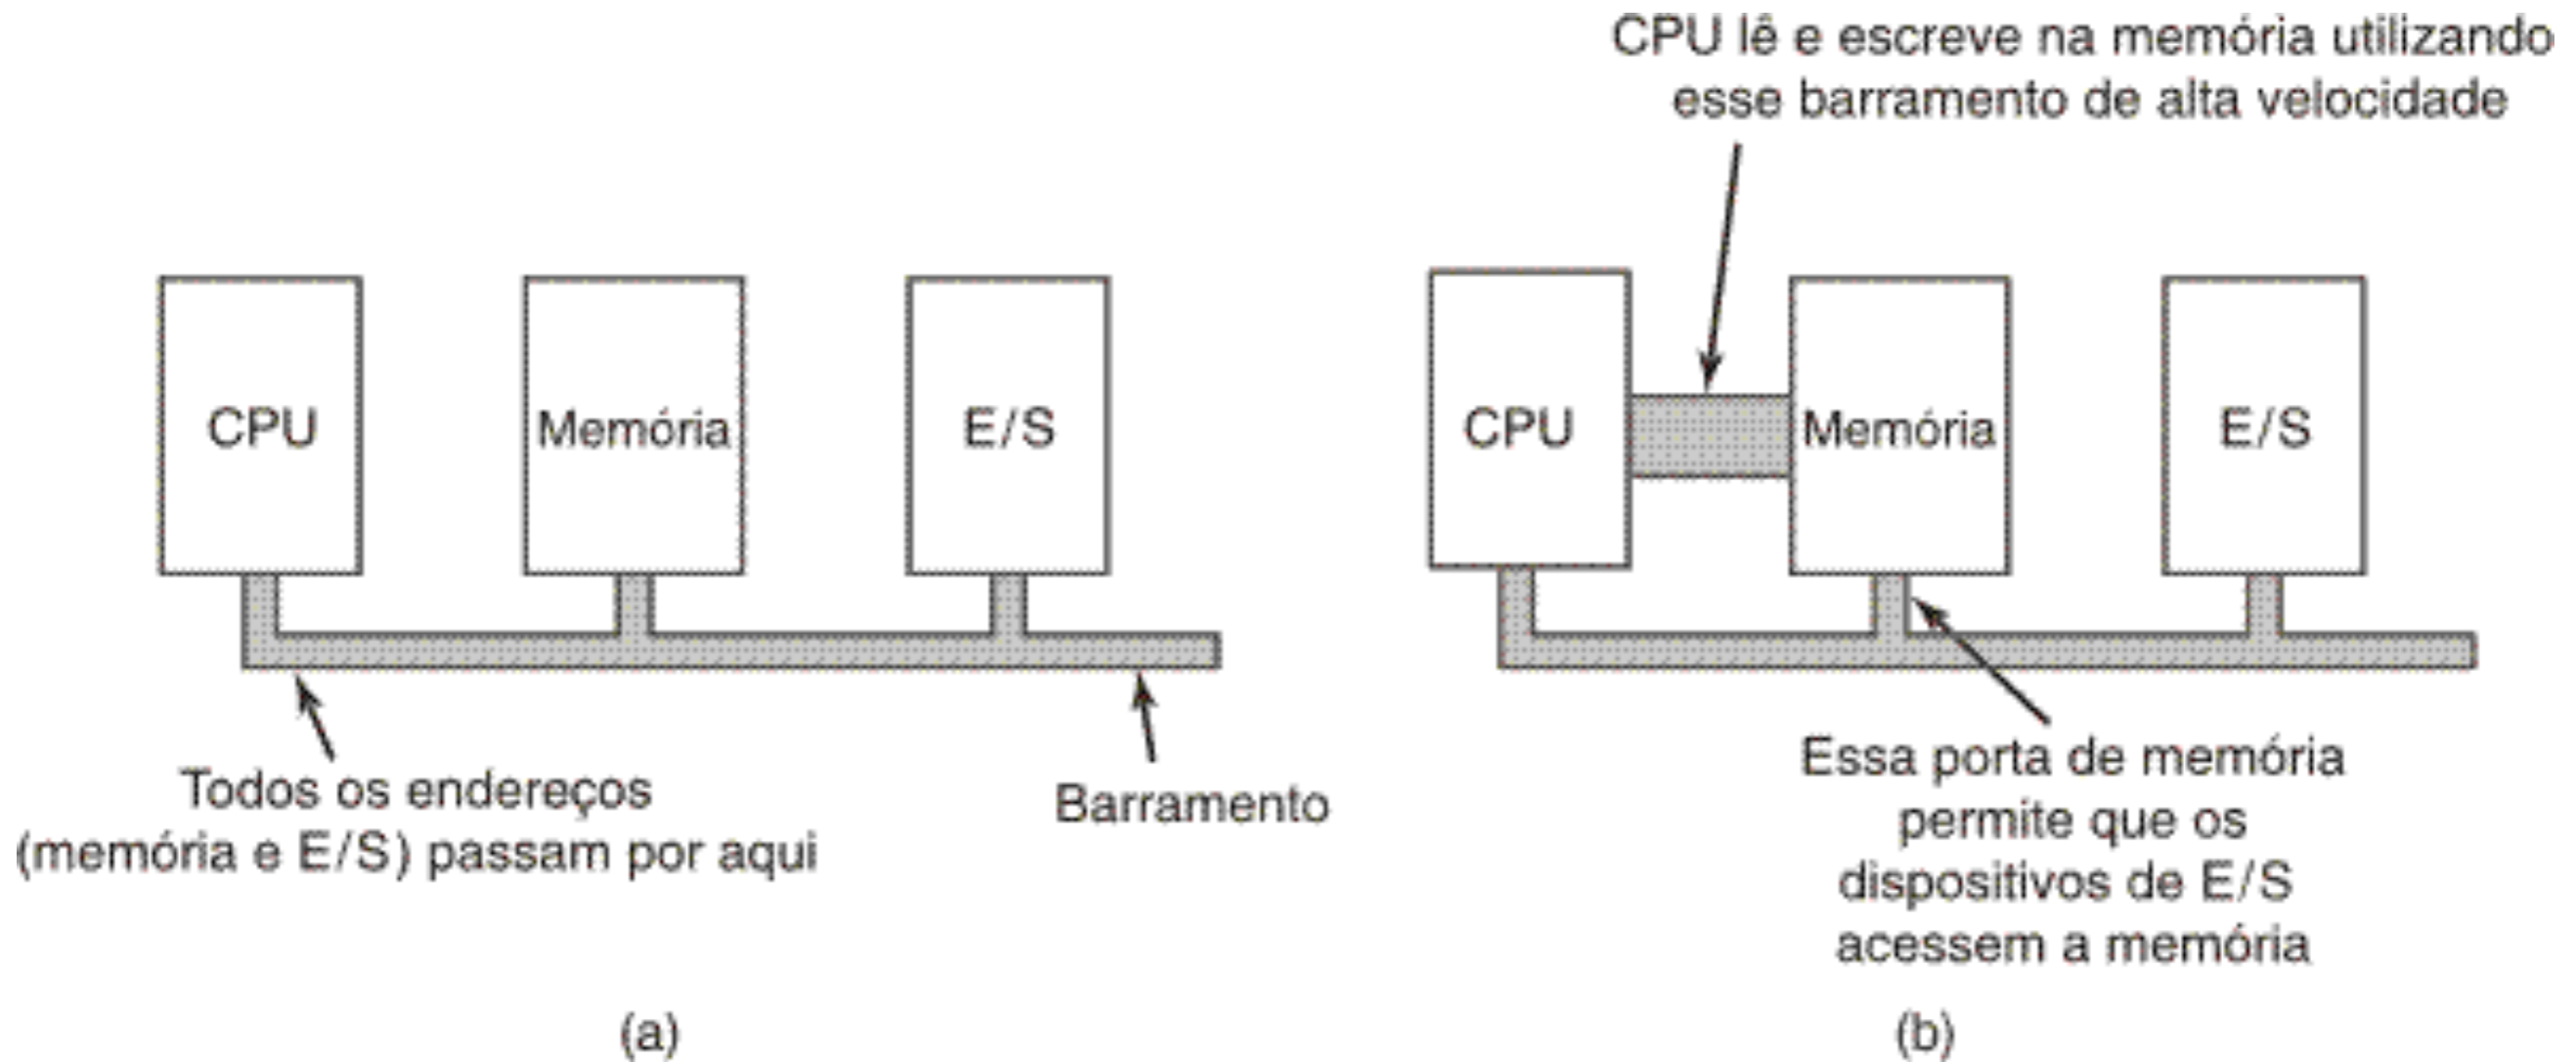 CPU lê e escreve na memória utilizando
esse barramento de alta velocidade
CPU
Memória
E/S
CPU
Memória
E/S
Todos os endereços
(memória e E/S) passam por aqui
Barramento
Essa porta de memória
permite que os
dispositivos de E/S
acessem a memória
(a)
(b)